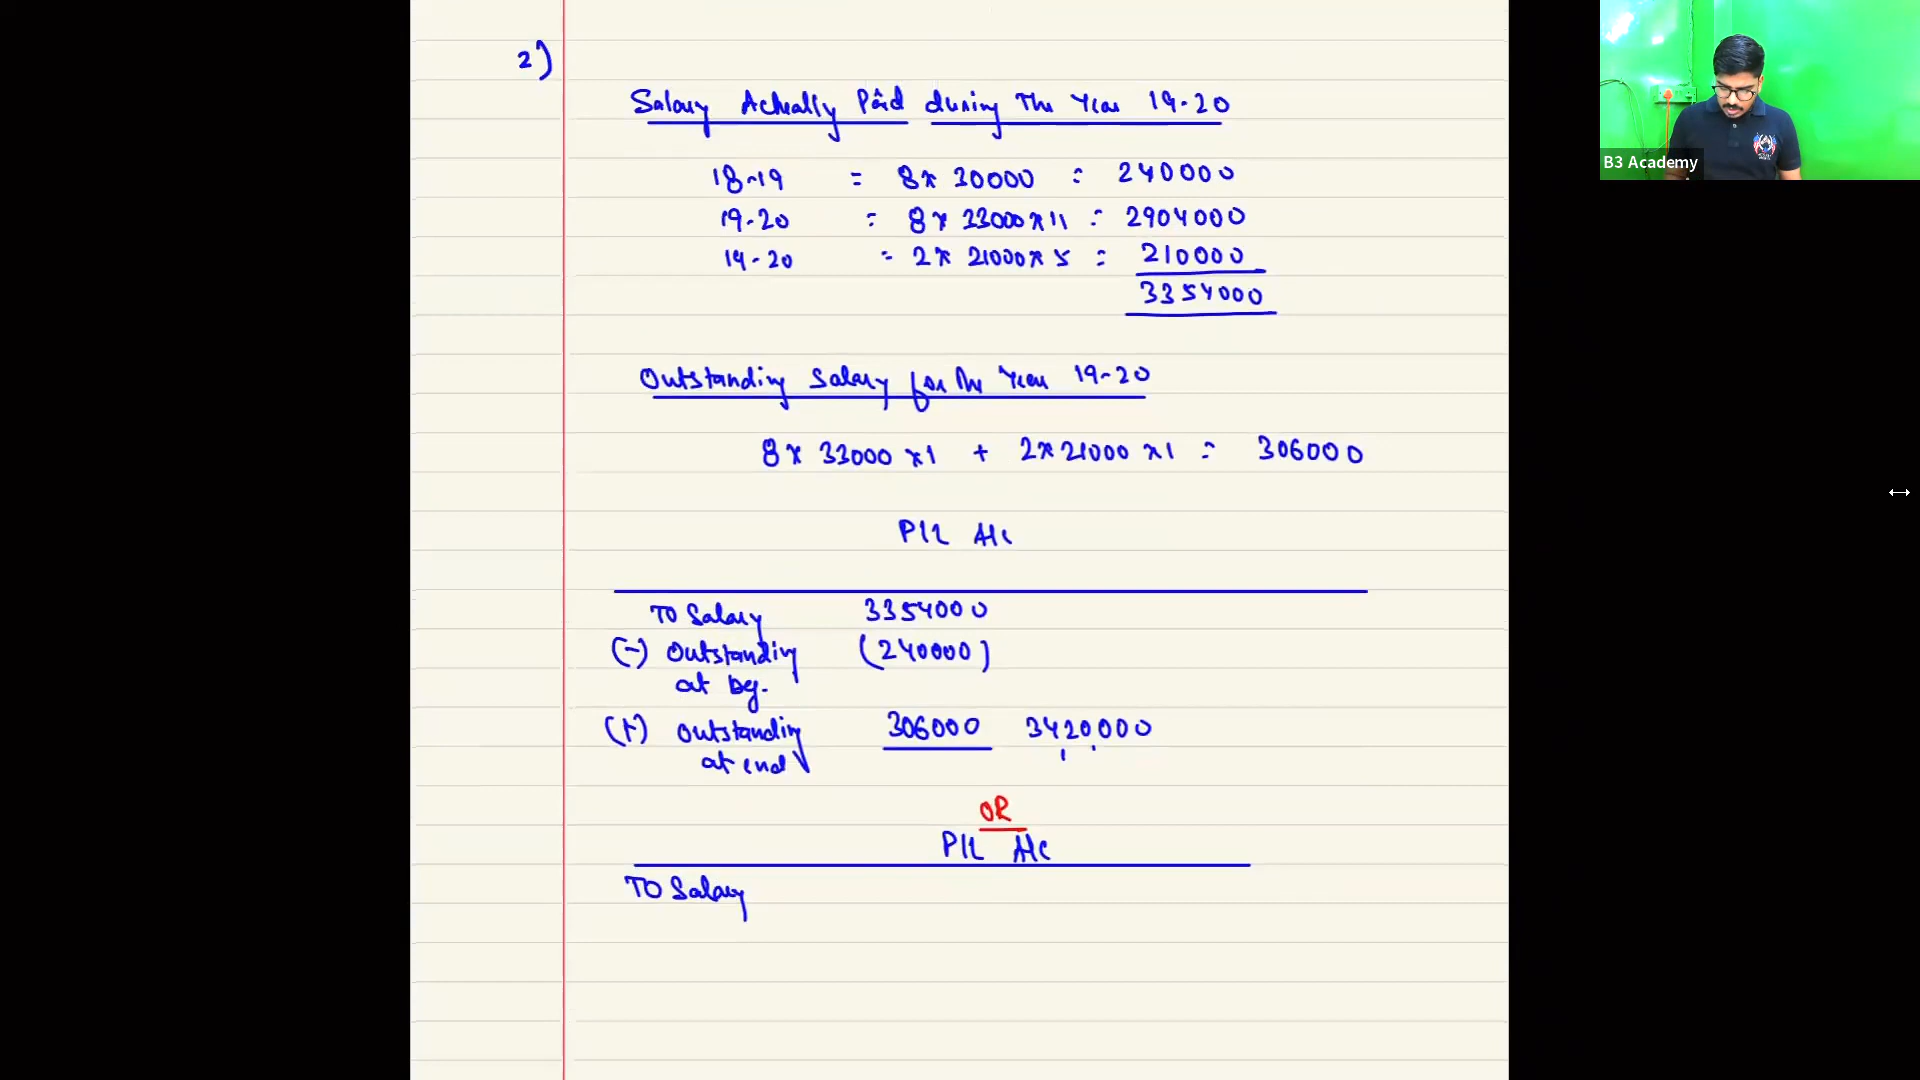 2)
Salary Actually Paid during The Year 19-20
18-19 = 8 x 30000 = 240000
19-20 = 8 x 33000 x 11 = 2904000
19-20 = 2 x 21000 x 5 = 210000
3354000
Outstanding Salary for the Year 19-20
8 x 33000 x 1 + 2 x 21000 x 1 = 306000
P/L A/c
TO Salary 3354000
(-) Outstanding (240000)
at beg.
(+) Outstanding 306000 3420000
at end
OR
P/L A/c
TO Salary
B3 Academy